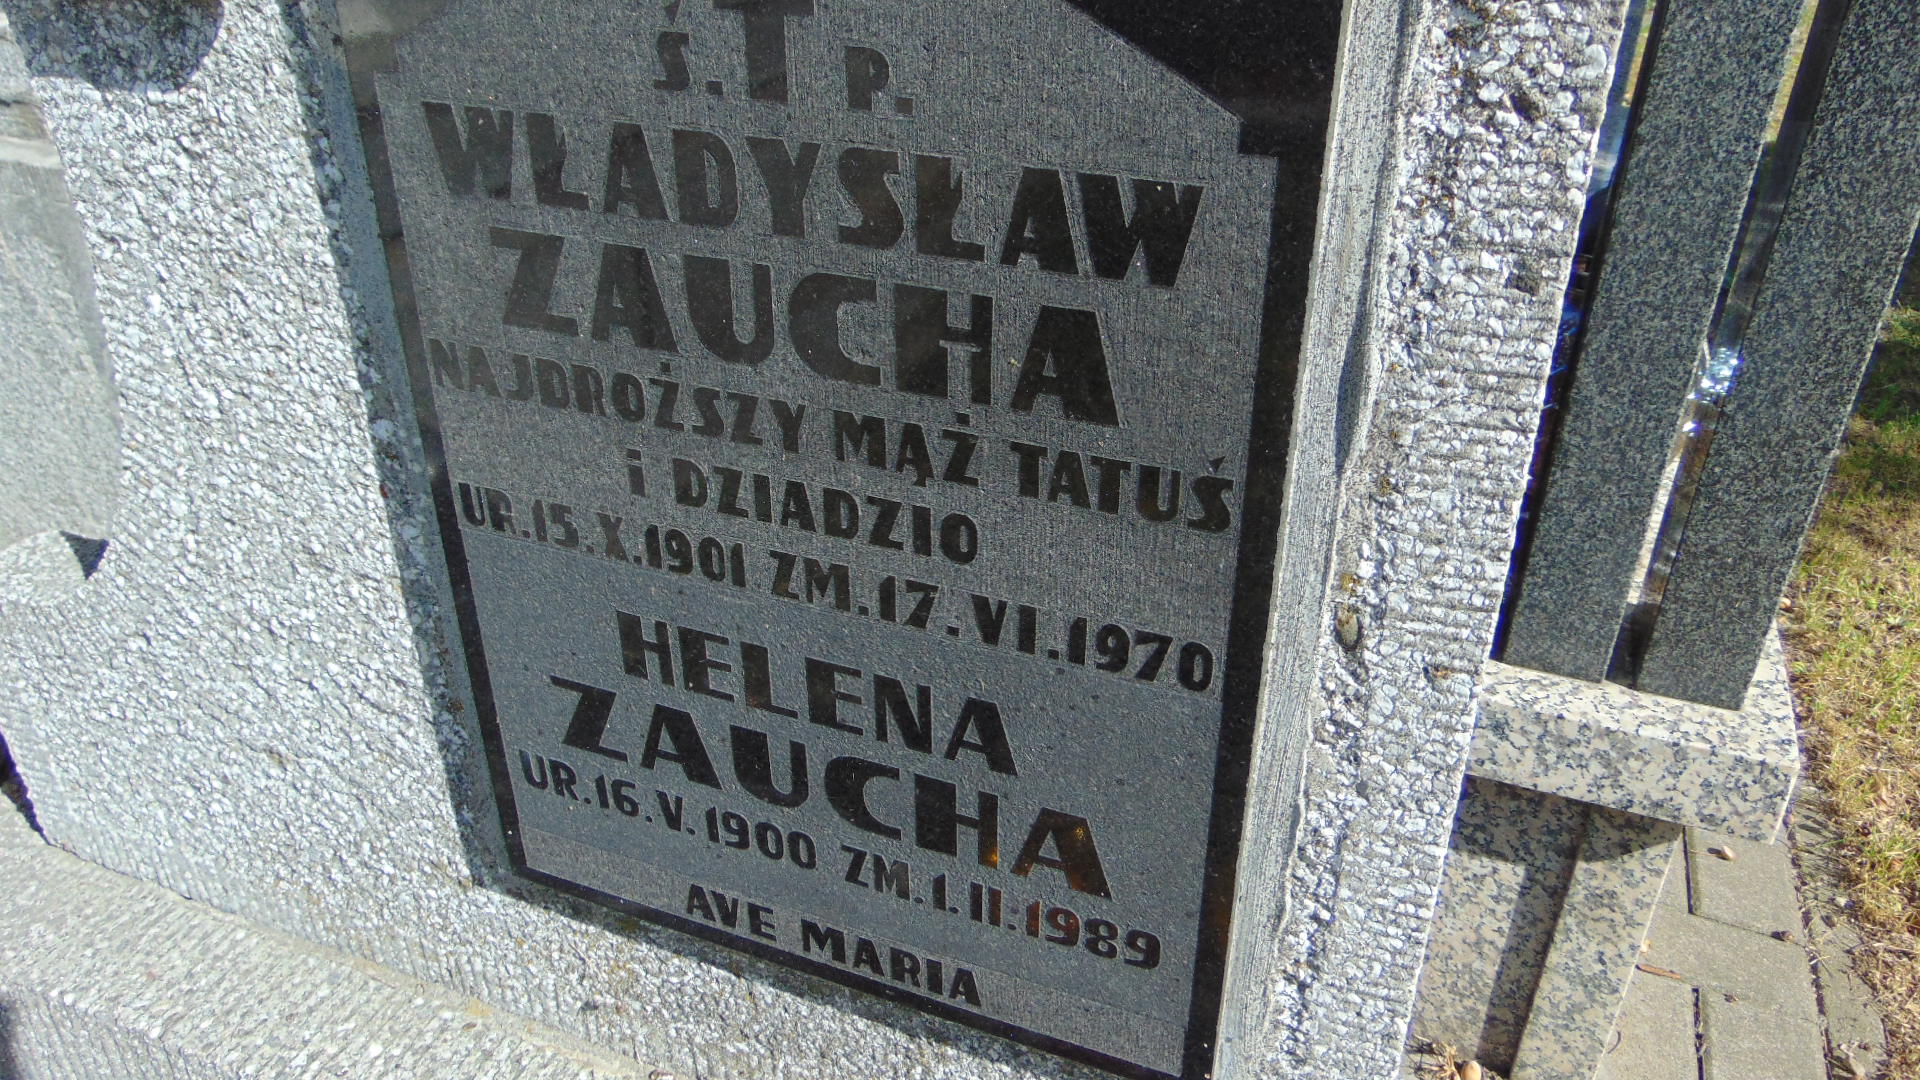 Ś.†P.
WŁADYSŁAW
ZAUCHA
NAJDROŻSZY MĄŻ TATUŚ
i DZIADZIO
UR.15.X.1901 ZM.17.VI.1970
HELENA
ZAUCHA
UR.16.V.1900 ZM.1.II.1989
AVE MARIA